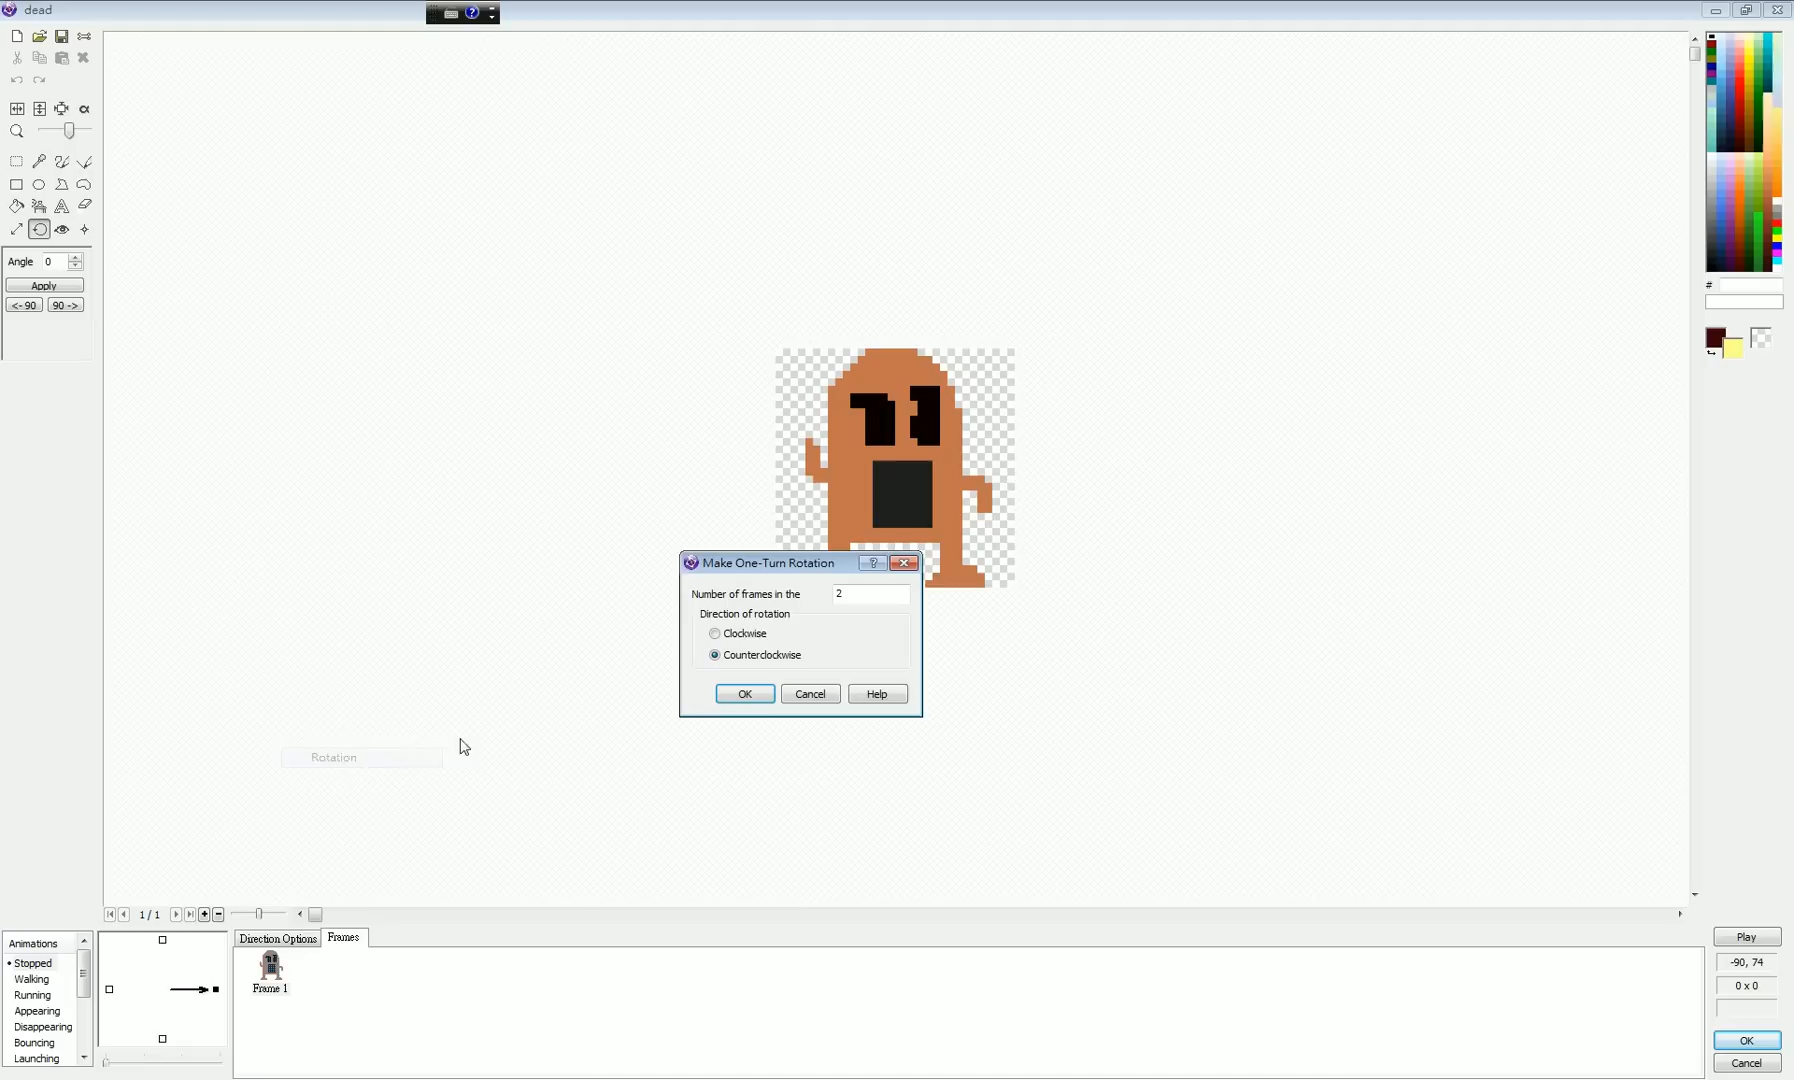 dead
Angle 0
Apply
<- 90 90 ->
#
Make One-Turn Rotation
Number of frames in the 2
Direction of rotation
Clockwise
Counterclockwise
OK Cancel Help
Rotation
1 / 1
Animations
• Stopped
Walking
Running
Appearing
Disappearing
Bouncing
Launching
Direction Options Frames
Frame 1
Play
-90, 74
0 x 0
OK
Cancel